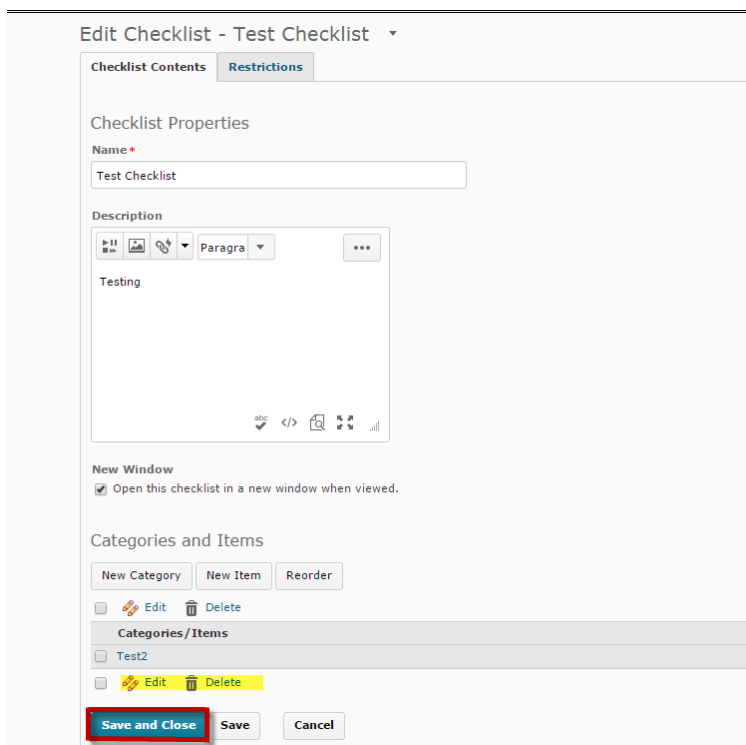 Edit Checklist - Test Checklist
Checklist Contents Restrictions
Checklist Properties
Name *
Test Checklist
Description
Paragra
Testing
abc
New Window
Open this checklist in a new window when viewed.
Categories and Items
New Category New Item Reorder
Edit Delete
Categories/Items
Test2
Edit Delete
Save and Close Save Cancel